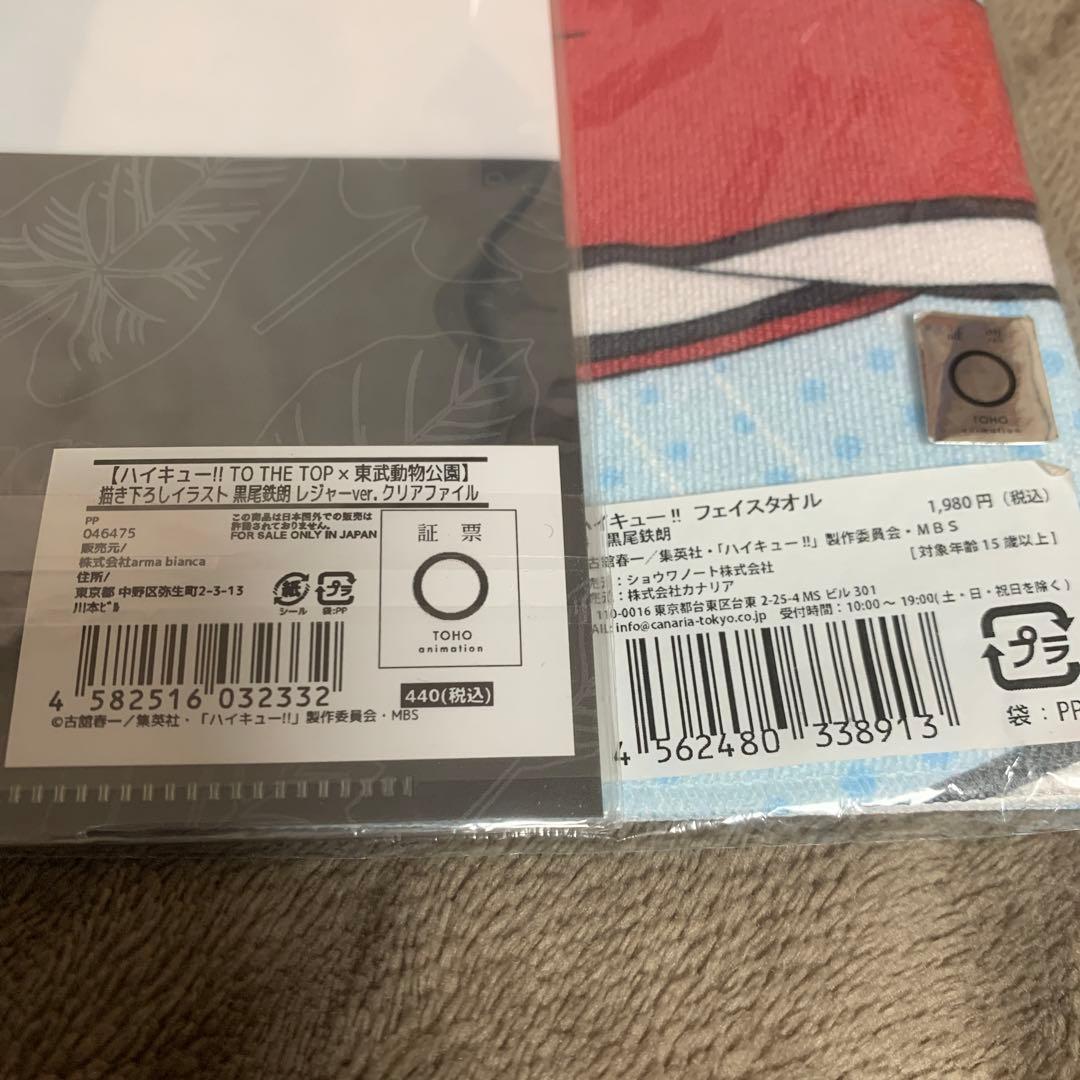 【ハイキュー!! TO THE TOP × 東武動物公園】
描き下ろしイラスト 黒尾鉄朗 レジャーver. クリアファイル
PP
046475
販売元/
株式会社arma bianca
住所/
東京都 中野区弥生町2-3-13
川本ビル
この商品は日本国外での販売は
許諾されておりません。
FOR SALE ONLY IN JAPAN
紙
シール
プラ
袋:PP
証 票
TOHO
animation
4 582516 032332
440(税込)
©古舘春一/集英社・「ハイキュー!!」製作委員会・MBS
証 票
TOHO
animation
ハイキュー!! フェイスタオル
1,980円(税込)
黒尾鉄朗
古舘春一/集英社・「ハイキュー!!」製作委員会・MBS
[対象年齢15歳以上]
売元:ショウワノート株式会社
売元:株式会社カナリア
110-0016 東京都台東区台東 2-25-4 MS ビル 301
AIL: info@canaria-tokyo.co.jp 受付時間:10:00〜19:00(土・日・祝日を除く)
4 562480 338913
プラ
袋:PP